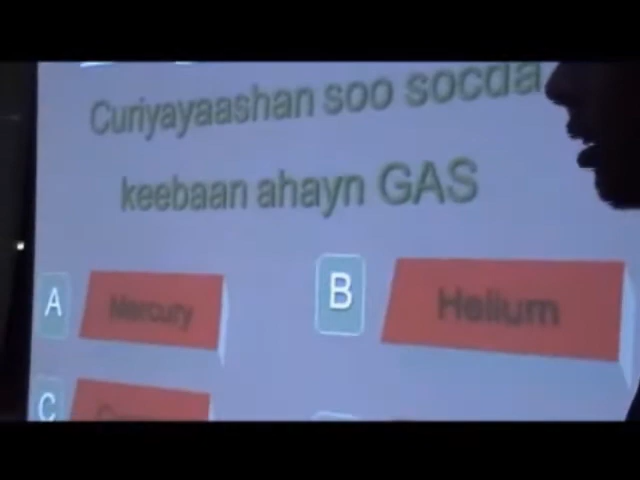 Curiyayaashan soo socda
keebaan ahayn GAS
A Mercury
B Helium
C